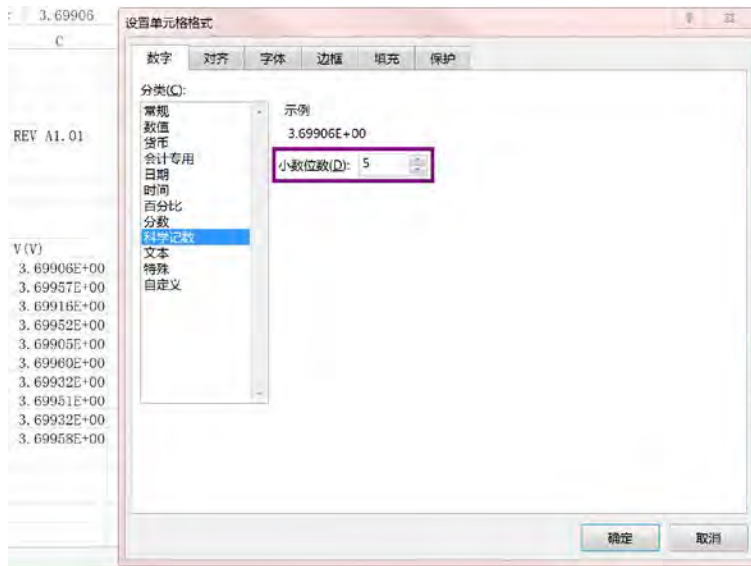 : 3.69906
C
REV A1.01
V(V)
3.69906E+00
3.69957E+00
3.69916E+00
3.69952E+00
3.69905E+00
3.69960E+00
3.69932E+00
3.69951E+00
3.69932E+00
3.69958E+00
设置单元格格式
数字 对齐 字体 边框 填充 保护
分类(C):
常规
数值
货币
会计专用
日期
时间
百分比
分数
科学记数
文本
特殊
自定义
示例
3.69906E+00
小数位数(D): 5
确定 取消